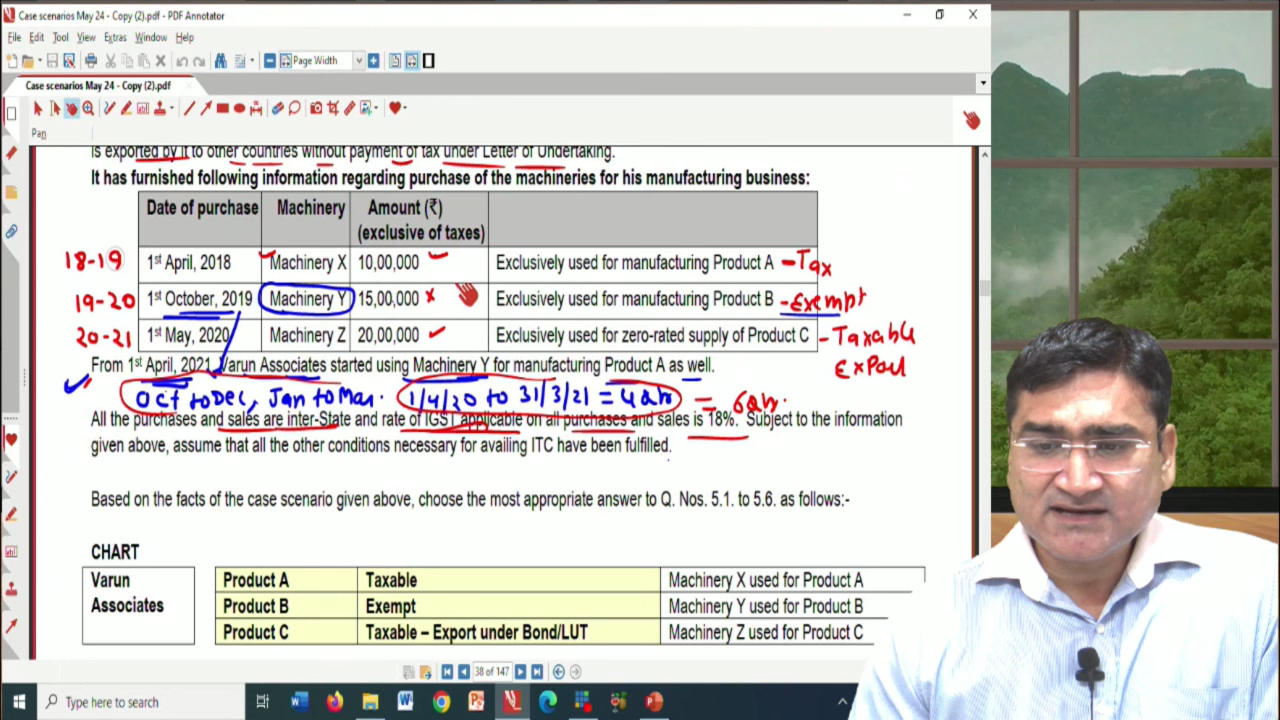 Case scenarios May 24 - Copy (2).pdf - PDF Annotator
File Edit Tool View Extras Window Help
Page Width
Case scenarios May 24 - Copy (2).pdf
Pan
is exported by it to other countries without payment of tax under Letter of Undertaking.
It has furnished following information regarding purchase of the machineries for his manufacturing business:
Date of purchase Machinery Amount (₹) (exclusive of taxes)
18-19 1st April, 2018 Machinery X 10,00,000 Exclusively used for manufacturing Product A - Tax
19-20 1st October, 2019 Machinery Y 15,00,000 Exclusively used for manufacturing Product B - Exempt
20-21 1st May, 2020 Machinery Z 20,00,000 Exclusively used for zero-rated supply of Product C - Taxable
From 1st April, 2021, Varun Associates started using Machinery Y for manufacturing Product A as well.
Oct to Dec, Jan to Mar. 1/4/20 to 31/3/21 =
All the purchases and sales are inter-State and rate of IGST applicable on all purchases and sales is 18%. Subject to the information
given above, assume that all the other conditions necessary for availing ITC have been fulfilled.
Based on the facts of the case scenario given above, choose the most appropriate answer to Q. Nos. 5.1. to 5.6. as follows:-
CHART
Varun Associates
Product A Taxable Machinery X used for Product A
Product B Exempt Machinery Y used for Product B
Product C Taxable – Export under Bond/LUT Machinery Z used for Product C
38 of 147
Type here to search